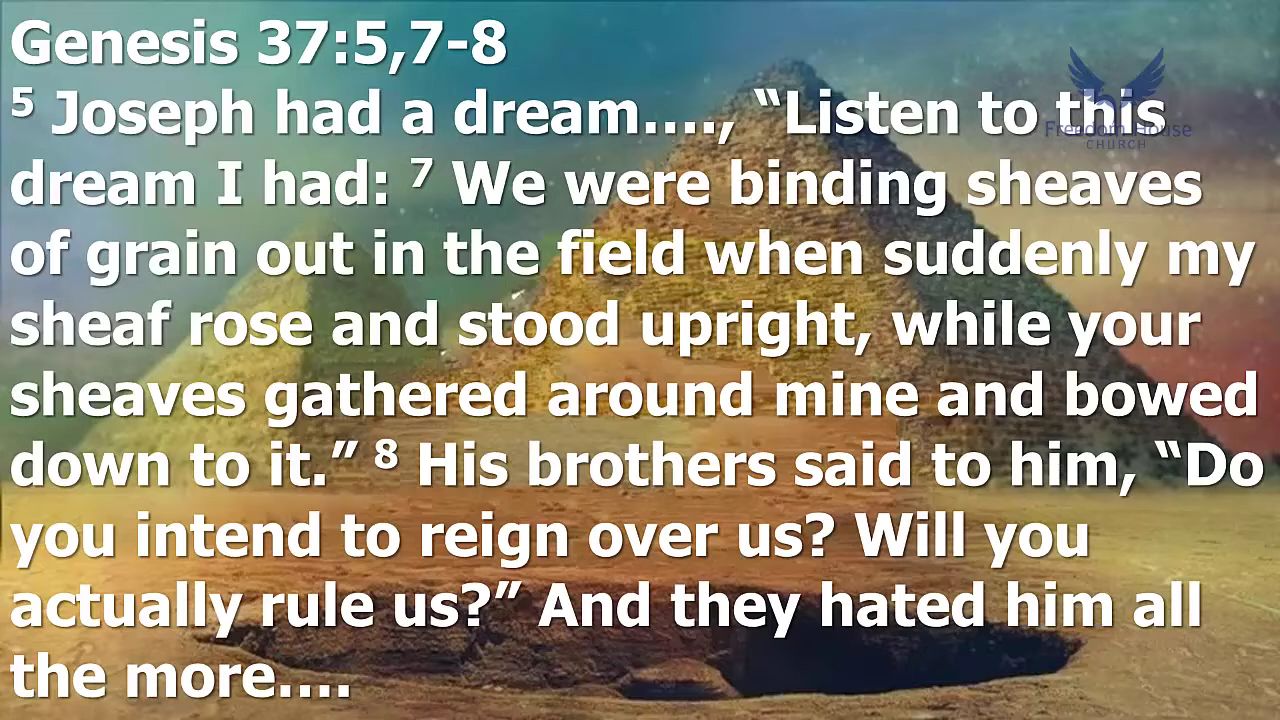 Genesis 37:5,7-8
⁵ Joseph had a dream...., “Listen to this
Freedom House
CHURCH
dream I had: ⁷ We were binding sheaves
of grain out in the field when suddenly my
sheaf rose and stood upright, while your
sheaves gathered around mine and bowed
down to it.” ⁸ His brothers said to him, “Do
you intend to reign over us? Will you
actually rule us?” And they hated him all
the more....